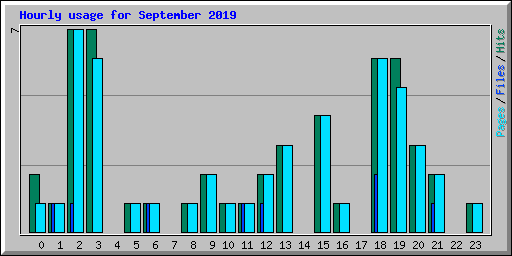 Hourly usage for September 2019
7
Pages/Files/Hits
0 1 2 3 4 5 6 7 8 9 10 11 12 13 14 15 16 17 18 19 20 21 22 23